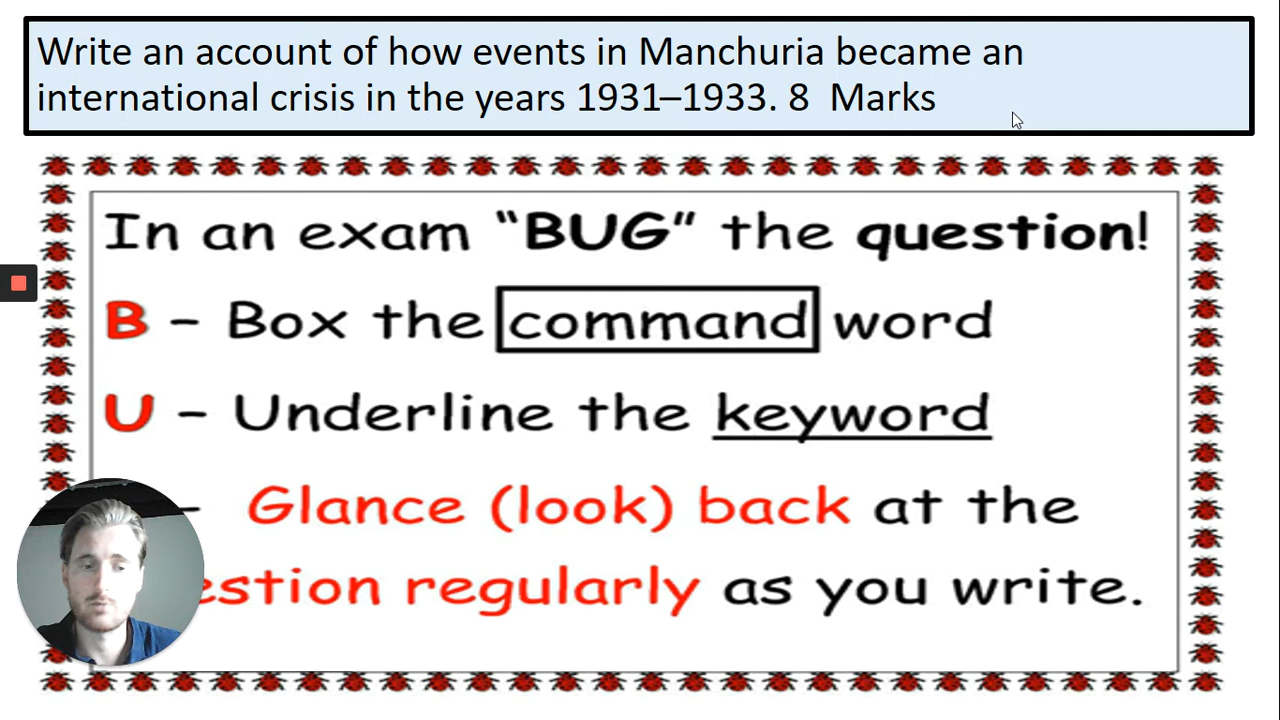 Write an account of how events in Manchuria became an
international crisis in the years 1931–1933. 8 Marks
In an exam “BUG” the question!
B – Box the command word
U – Underline the keyword
– Glance (look) back at the
regularly as you write.